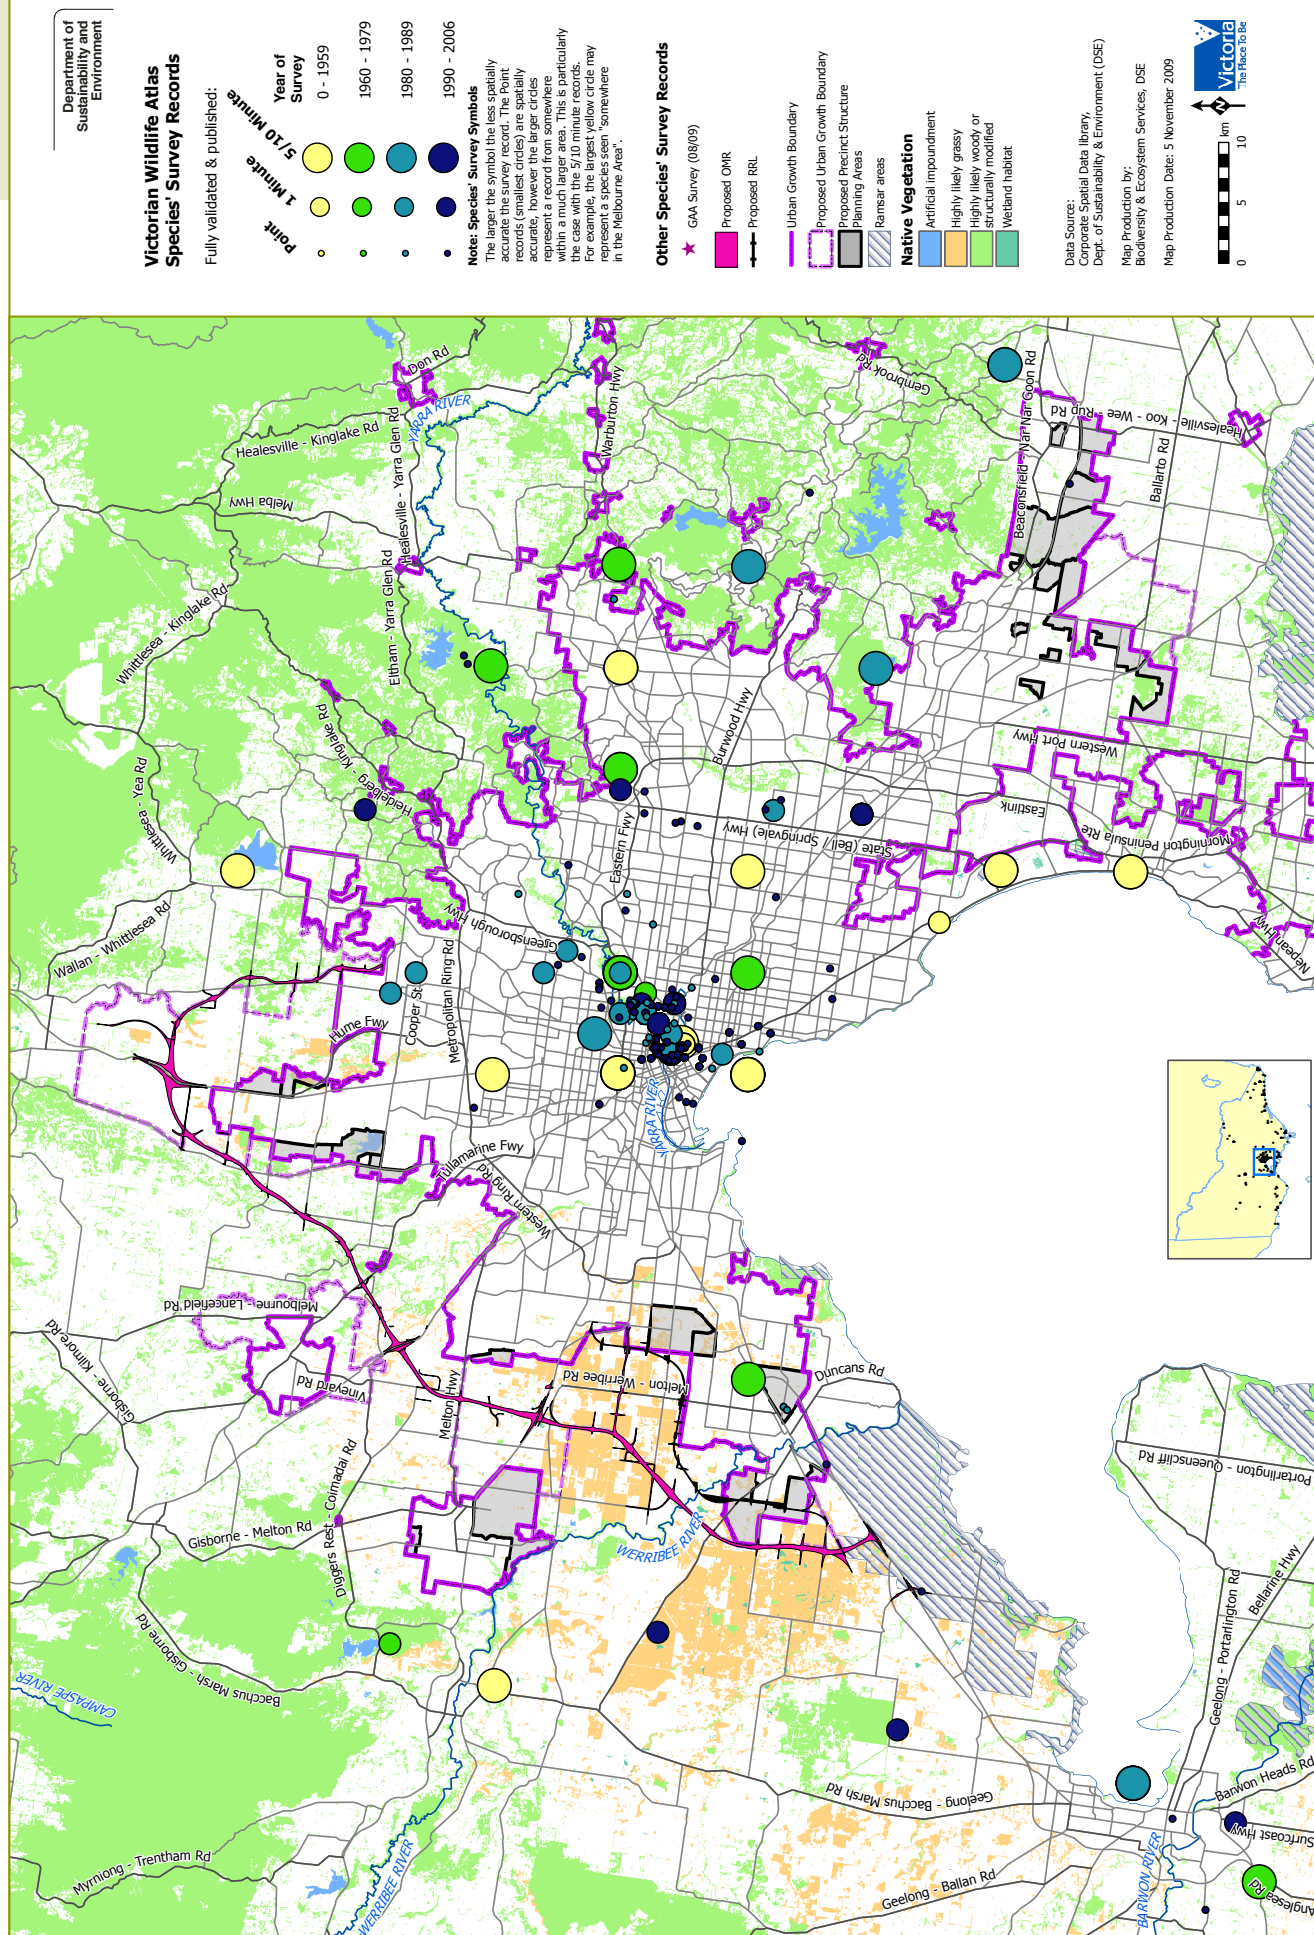 Department of
Sustainability and
Environment
Victorian Wildlife Atlas
Species' Survey Records
Fully validated & published:
Point
1 Minute
5/10 Minute
Year of
Survey
0 - 1959
1960 - 1979
1980 - 1989
1990 - 2006
Note: Species' Survey Symbols
The larger the symbol the less spatially
accurate the survey record. The Point
records (smallest circles) are spatially
accurate, however the larger circles
represent a record from somewhere
within a much larger area. This is particularly
the case with the 5/10 minute records.
For example, the largest yellow circle may
represent a species seen "somewhere
in the Melbourne Area".
Other Species' Survey Records
GAA Survey (08/09)
Proposed OMR
Proposed RRL
Urban Growth Boundary
Proposed Urban Growth Boundary
Proposed Precinct Structure
Planning Areas
Ramsar areas
Native Vegetation
Artificial impoundment
Highly likely grassy
Highly likely woody or
structurally modified
Wetland habitat
Data Source:
Corporate Spatial Data library,
Dept. of Sustainability & Environment (DSE)
Map Production by:
Biodiversity & Ecosystem Services, DSE
Map Production Date: 5 November 2009
0
5
10
km
N
Victoria
The Place To Be
Don Rd
YARRA RIVER
Healesville - Kinglake Rd
Healesville - Yarra Glen Rd
Melba Hwy
Eltham - Yarra Glen Rd
Whittlesea - Kinglake Rd
Warburton Hwy
Gembrook Rd
Beaconsfield - Nar Nar Goon Rd
Healesville - Koo - Wee - Rup Rd
Ballarto Rd
Whittlesea - Yea Rd
Heidelberg - Kinglake Rd
Burwood Hwy
Western Port Hwy
Eastlink
Mornington Peninsula Rte
Nepean Hwy
State (Bell / Springvale) Hwy
Eastern Fwy
Greensborough Hwy
Wallan - Whittlesea Rd
Metropolitan Ring Rd
Cooper St
Hume Fwy
YARRA RIVER
Tullamarine Fwy
Western Ring Rd
Melbourne - Lancefield Rd
Gisborne - Kilmore Rd
Vineyard Rd
Melton Hwy
Melton - Werribee Rd
Duncans Rd
Diggers Rest - Coimadai Rd
Gisborne - Melton Rd
WERRIBEE RIVER
Bacchus Marsh - Gisborne Rd
CAMPASPE RIVER
Portarlington - Queenscliff Rd
Geelong - Portarlington Rd
Bellarine Hwy
Geelong - Bacchus Marsh Rd
Barwon Heads Rd
Surfcoast Hwy
Anglesea Rd
BARWON RIVER
Geelong - Ballan Rd
Myrniong - Trentham Rd
WERRIBEE RIVER